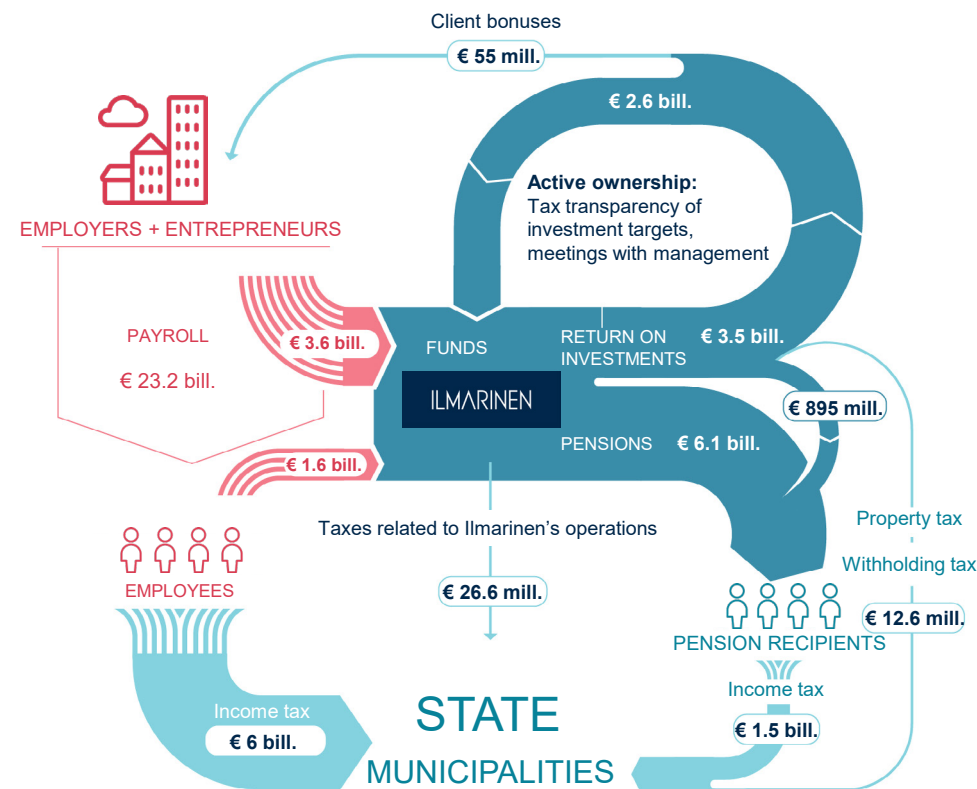 Client bonuses
€ 55 mill.
€ 2.6 bill.
Active ownership:
Tax transparency of
investment targets,
meetings with management
EMPLOYERS + ENTREPRENEURS
PAYROLL
€ 23.2 bill.
€ 3.6 bill.
FUNDS
RETURN ON
INVESTMENTS
€ 3.5 bill.
ILMARINEN
€ 895 mill.
PENSIONS
€ 6.1 bill.
€ 1.6 bill.
Taxes related to Ilmarinen's operations
€ 26.6 mill.
Property tax
Withholding tax
€ 12.6 mill.
EMPLOYEES
PENSION RECIPIENTS
Income tax
€ 6 bill.
STATE
MUNICIPALITIES
Income tax
€ 1.5 bill.